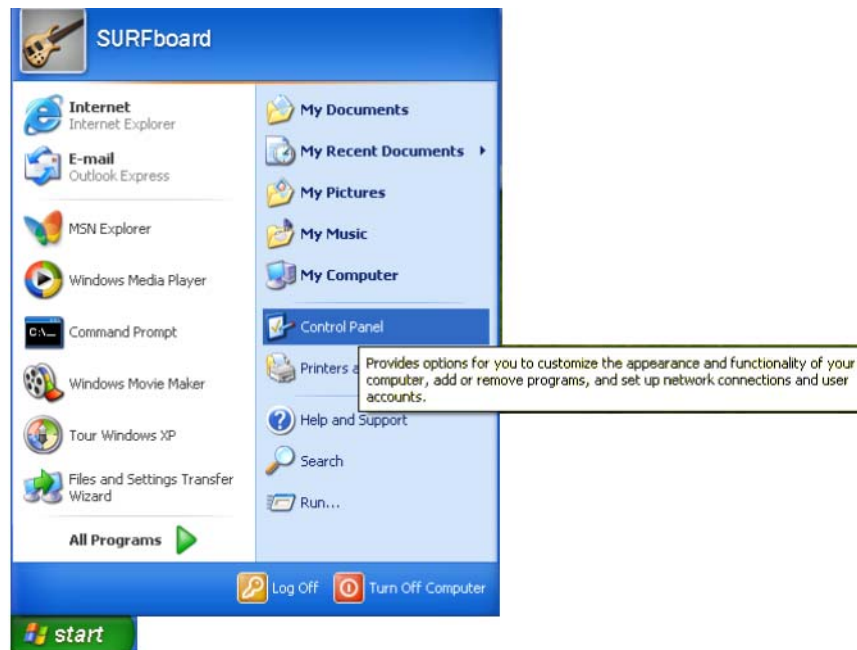 SURFboard
Internet
Internet Explorer
E-mail
Outlook Express
MSN Explorer
Windows Media Player
C:\_
Command Prompt
Windows Movie Maker
Tour Windows XP
Files and Settings Transfer
Wizard
All Programs
My Documents
My Recent Documents
My Pictures
My Music
My Computer
Control Panel
Printers a
Provides options for you to customize the appearance and functionality of your
computer, add or remove programs, and set up network connections and user
accounts.
Help and Support
Search
Run...
Log Off
Turn Off Computer
start